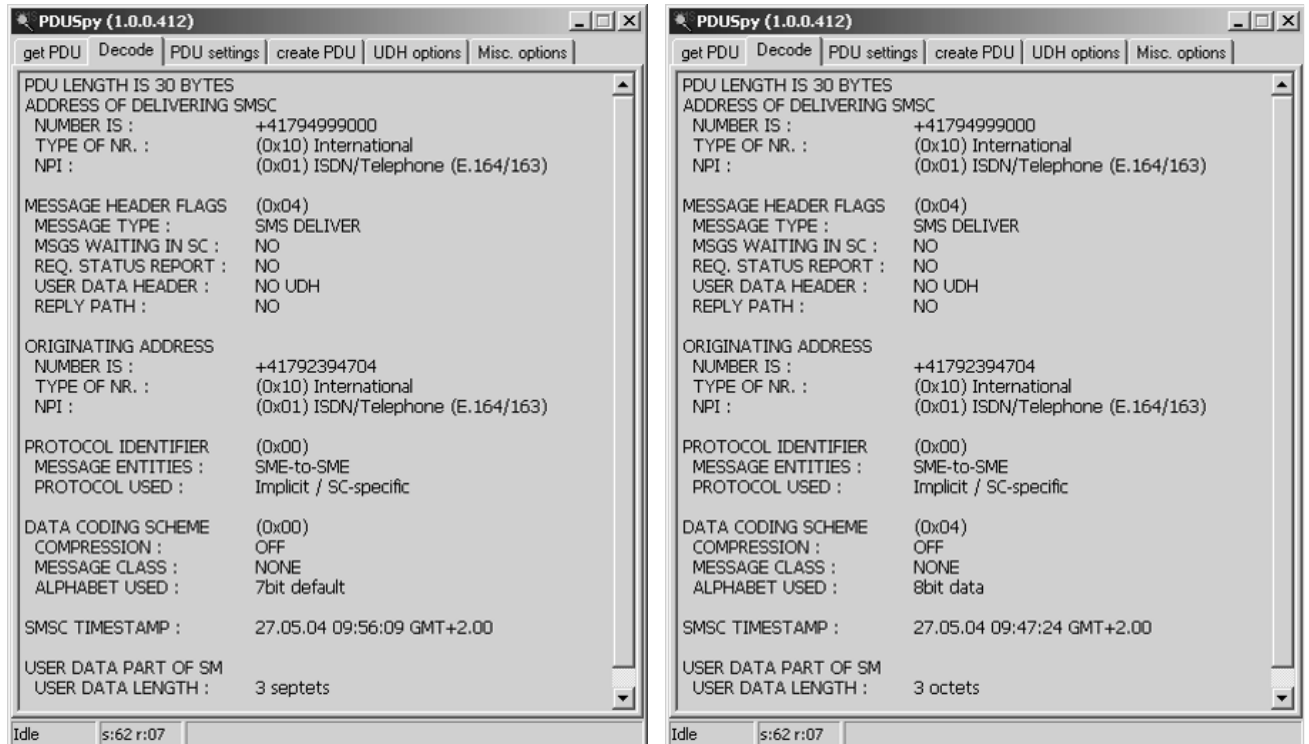 PDUSpy (1.0.0.412)
get PDU Decode PDU settings create PDU UDH options Misc. options
PDU LENGTH IS 30 BYTES
ADDRESS OF DELIVERING SMSC
NUMBER IS : +41794999000
TYPE OF NR. : (0x10) International
NPI : (0x01) ISDN/Telephone (E.164/163)
MESSAGE HEADER FLAGS (0x04)
MESSAGE TYPE : SMS DELIVER
MSGS WAITING IN SC : NO
REQ. STATUS REPORT : NO
USER DATA HEADER : NO UDH
REPLY PATH : NO
ORIGINATING ADDRESS
NUMBER IS : +41792394704
TYPE OF NR. : (0x10) International
NPI : (0x01) ISDN/Telephone (E.164/163)
PROTOCOL IDENTIFIER (0x00)
MESSAGE ENTITIES : SME-to-SME
PROTOCOL USED : Implicit / SC-specific
DATA CODING SCHEME (0x00)
COMPRESSION : OFF
MESSAGE CLASS : NONE
ALPHABET USED : 7bit default
SMSC TIMESTAMP : 27.05.04 09:56:09 GMT+2.00
USER DATA PART OF SM
USER DATA LENGTH : 3 septets
Idle s:62 r:07
PDUSpy (1.0.0.412)
get PDU Decode PDU settings create PDU UDH options Misc. options
PDU LENGTH IS 30 BYTES
ADDRESS OF DELIVERING SMSC
NUMBER IS : +41794999000
TYPE OF NR. : (0x10) International
NPI : (0x01) ISDN/Telephone (E.164/163)
MESSAGE HEADER FLAGS (0x04)
MESSAGE TYPE : SMS DELIVER
MSGS WAITING IN SC : NO
REQ. STATUS REPORT : NO
USER DATA HEADER : NO UDH
REPLY PATH : NO
ORIGINATING ADDRESS
NUMBER IS : +41792394704
TYPE OF NR. : (0x10) International
NPI : (0x01) ISDN/Telephone (E.164/163)
PROTOCOL IDENTIFIER (0x00)
MESSAGE ENTITIES : SME-to-SME
PROTOCOL USED : Implicit / SC-specific
DATA CODING SCHEME (0x04)
COMPRESSION : OFF
MESSAGE CLASS : NONE
ALPHABET USED : 8bit data
SMSC TIMESTAMP : 27.05.04 09:47:24 GMT+2.00
USER DATA PART OF SM
USER DATA LENGTH : 3 octets
Idle s:62 r:07